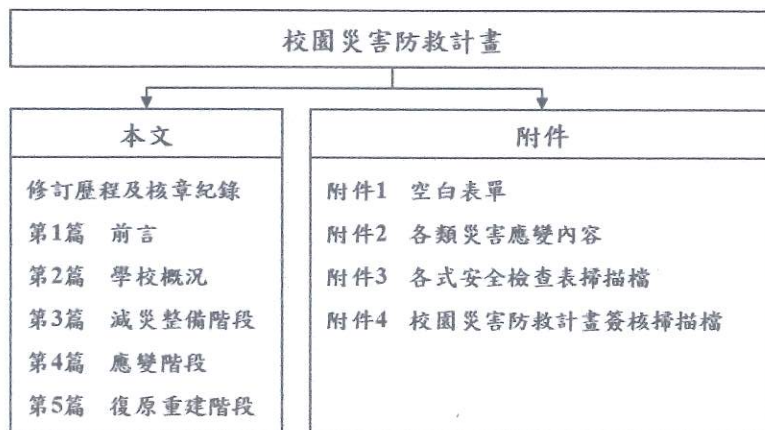 校園災害防救計畫
本文
修訂歷程及核章紀錄
第1篇 前言
第2篇 學校概況
第3篇 減災整備階段
第4篇 應變階段
第5篇 復原重建階段
附件
附件1 空白表單
附件2 各類災害應變內容
附件3 各式安全檢查表掃描檔
附件4 校園災害防救計畫簽核掃描檔